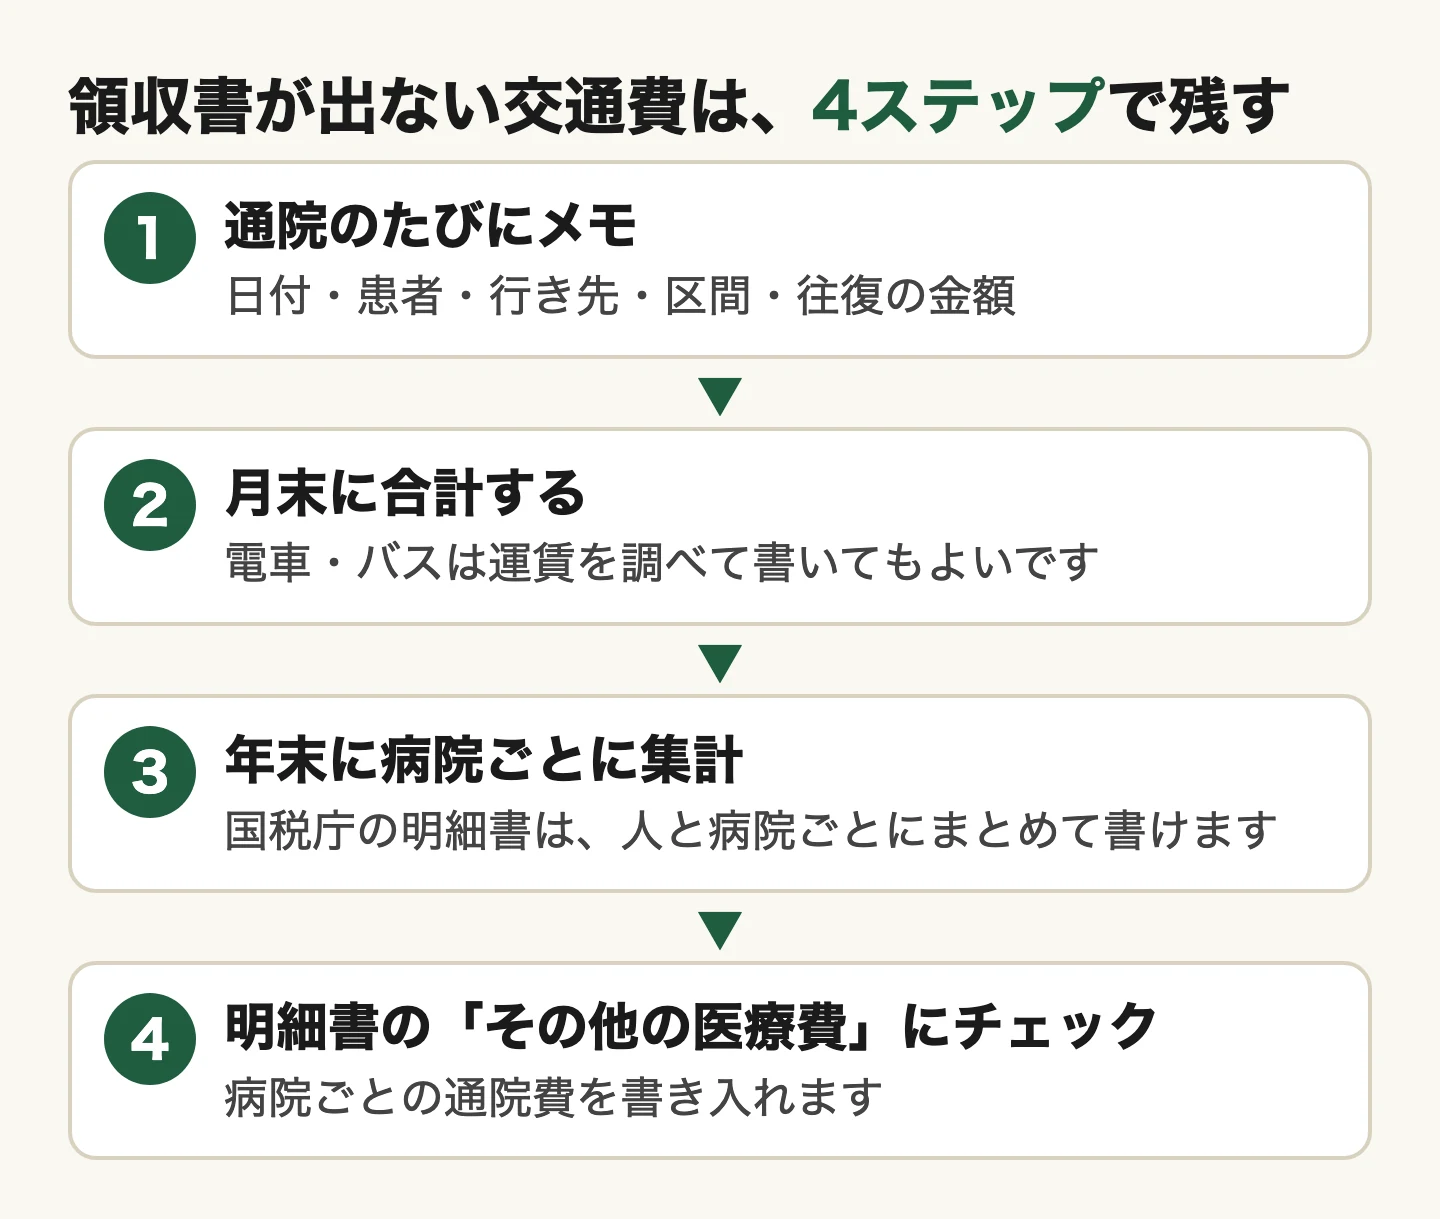 領収書が出ない交通費は、4ステップで残す
1 通院のたびにメモ
日付・患者・行き先・区間・往復の金額
2 月末に合計する
電車・バスは運賃を調べて書いてもよいです
3 年末に病院ごとに集計
国税庁の明細書は、人と病院ごとにまとめて書けます
4 明細書の「その他の医療費」にチェック
病院ごとの通院費を書き入れます